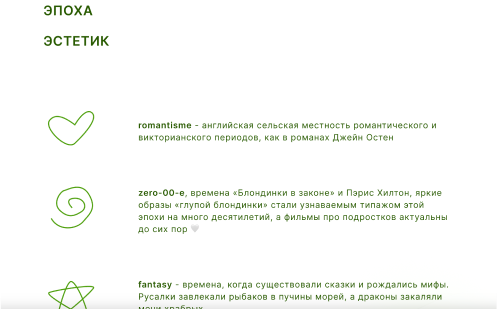 ЭПОХА
ЭСТЕТИК
romantisme - английская сельская местность романтического и
викторианского периодов, как в романах Джейн Остен
zero-00-е, времена «Блондинки в законе» и Пэрис Хилтон, яркие
образы «глупой блондинки» стали узнаваемым типажом этой
эпохи на много десятилетий, а фильмы про подростков актуальны
до сих пор 🤍
fantasy - времена, когда существовали сказки и рождались мифы.
Русалки завлекали рыбаков в пучины морей, а драконы закаляли